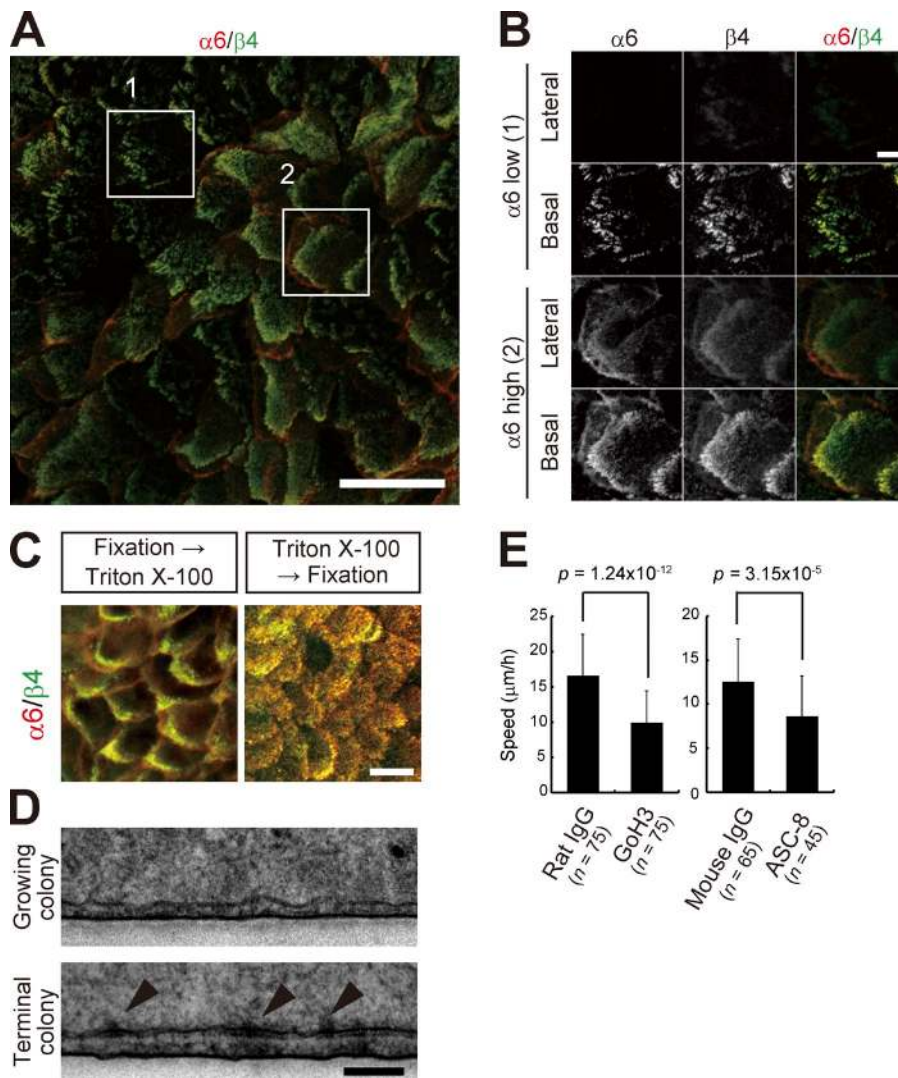 A
α6/β4
1
2
B
α6 β4 α6/β4
α6 low (1)
Lateral
Basal
α6 high (2)
Lateral
Basal
C
Fixation →
Triton X-100
Triton X-100
→ Fixation
α6/β4
D
Growing
colony
Terminal
colony
E
p = 1.24x10-12
p = 3.15x10-5
Speed (μm/h)
25
20
15
10
5
0
20
15
10
5
0
Rat IgG
(n = 75)
GoH3
(n = 75)
Mouse IgG
(n = 65)
ASC-8
(n = 45)